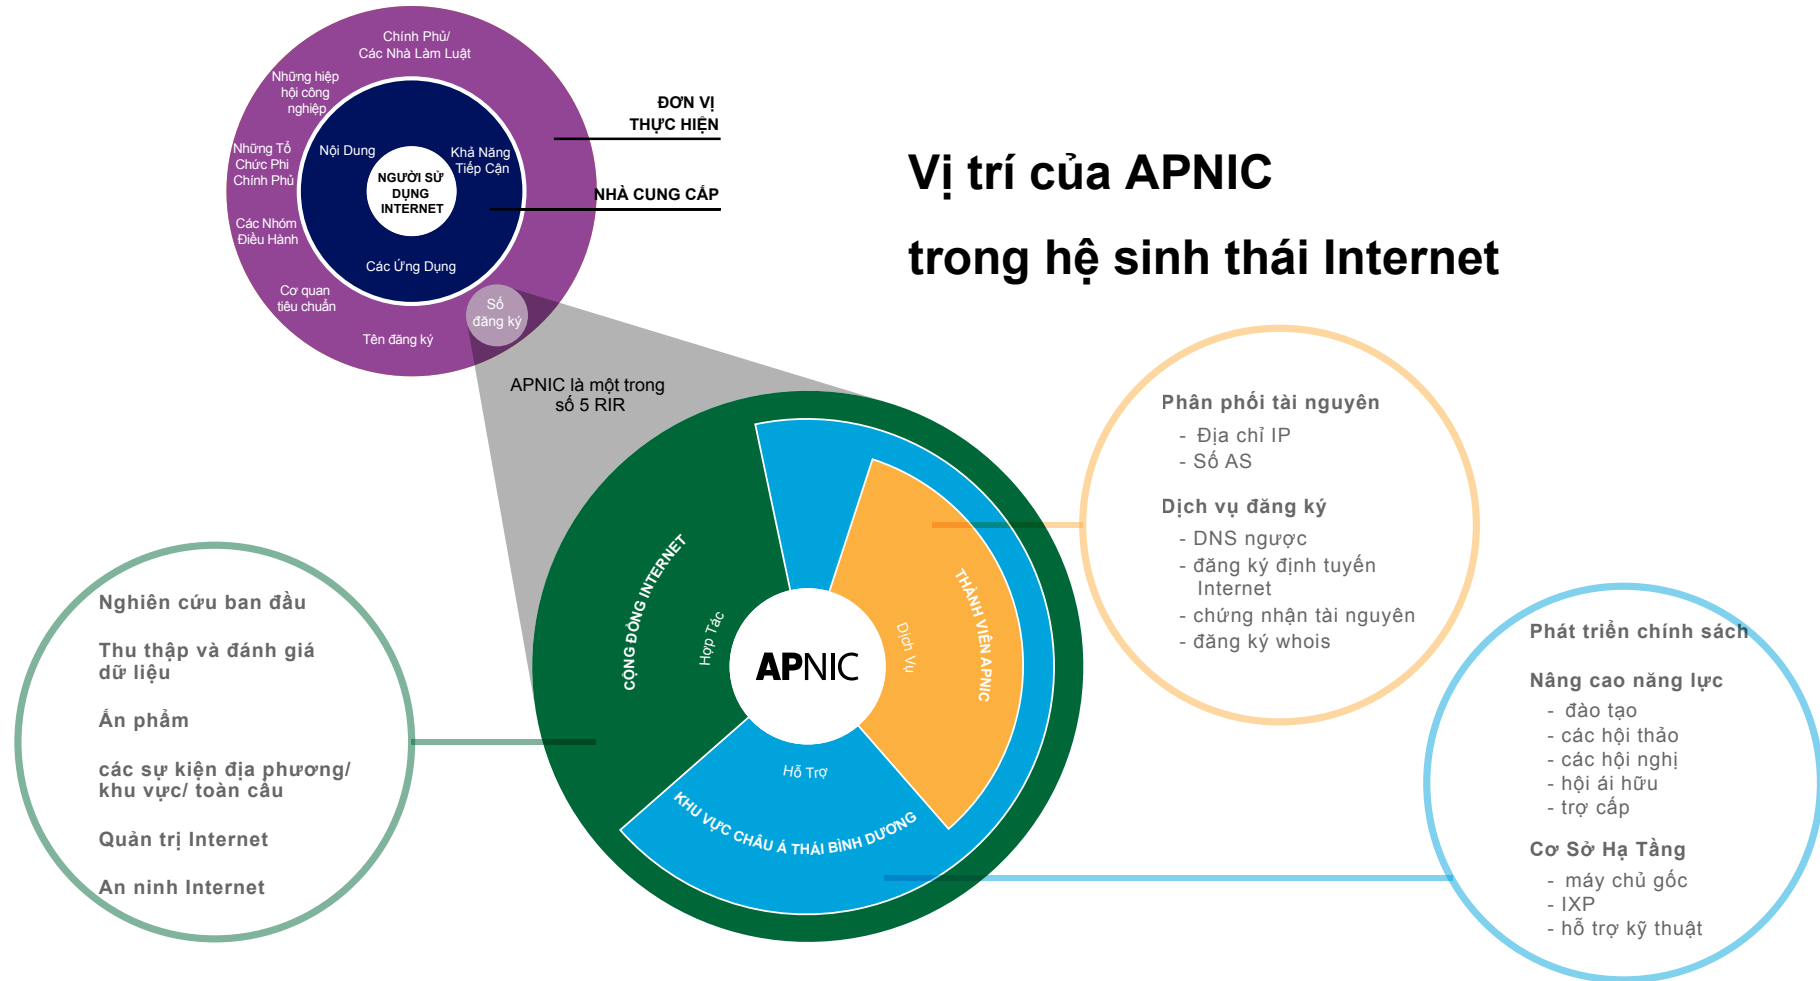 Chính Phủ/
Các Nhà Làm Luật
Những hiệp
hội công
nghiệp
Những Tổ
Chức Phi
Chính Phủ
Các Nhóm
Điều Hành
Cơ quan
tiêu chuẩn
Tên đăng ký
Số
đăng ký
Nội Dung
Khả Năng
Tiếp Cận
Các Ứng Dụng
NGƯỜI SỬ
DỤNG
INTERNET
ĐƠN VỊ
THỰC HIỆN
NHÀ CUNG CẤP
Vị trí của APNIC
trong hệ sinh thái Internet
APNIC là một trong
số 5 RIR
CỘNG ĐỒNG INTERNET
Hợp Tác
APNIC
Dịch Vụ
THÀNH VIÊN APNIC
Hỗ Trợ
KHU VỰC CHÂU Á THÁI BÌNH DƯƠNG
Phân phối tài nguyên
- Địa chỉ IP
- Số AS
Dịch vụ đăng ký
- DNS ngược
- đăng ký định tuyến
Internet
- chứng nhận tài nguyên
- đăng ký whois
Nghiên cứu ban đầu
Thu thập và đánh giá
dữ liệu
Ấn phẩm
các sự kiện địa phương/
khu vực/ toàn cầu
Quản trị Internet
An ninh Internet
Phát triển chính sách
Nâng cao năng lực
- đào tạo
- các hội thảo
- các hội nghị
- hội ái hữu
- trợ cấp
Cơ Sở Hạ Tầng
- máy chủ gốc
- IXP
- hỗ trợ kỹ thuật